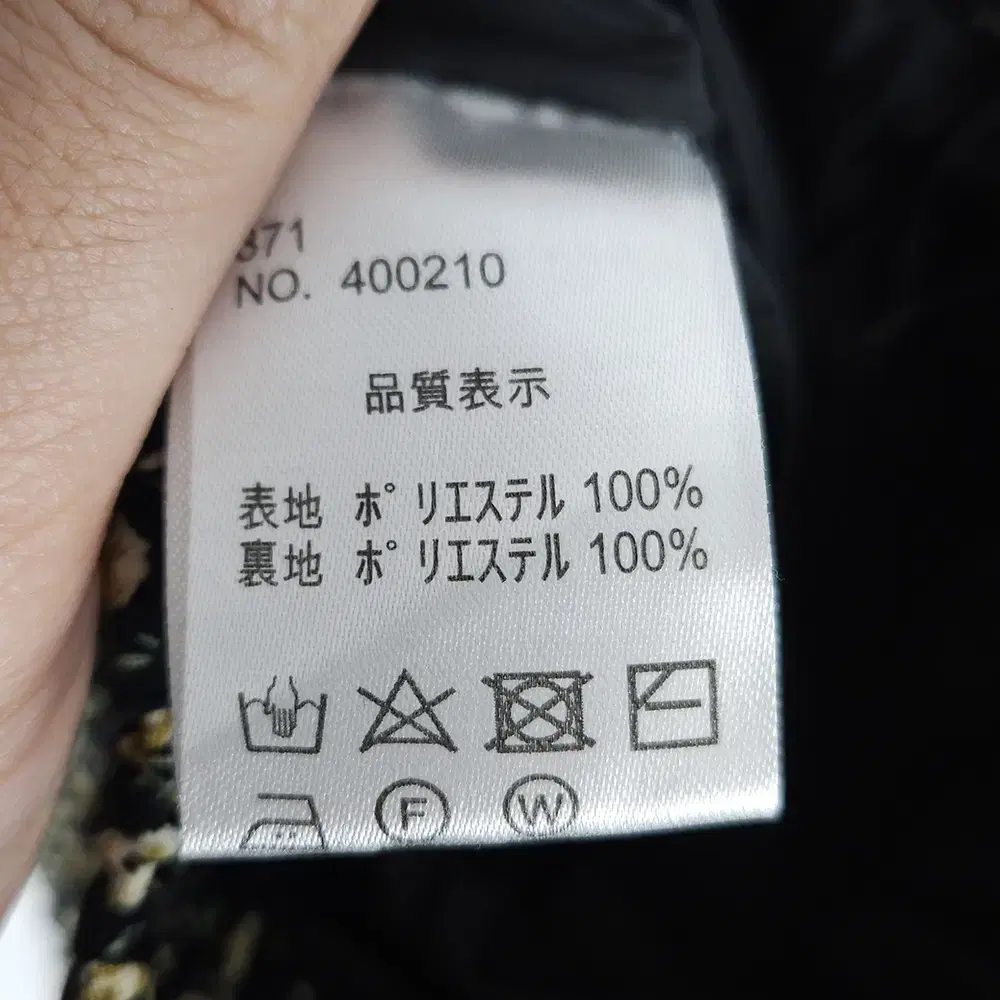 371
NO. 400210
品質表示
表地 ポリエステル 100%
裏地 ポリエステル 100%
F W